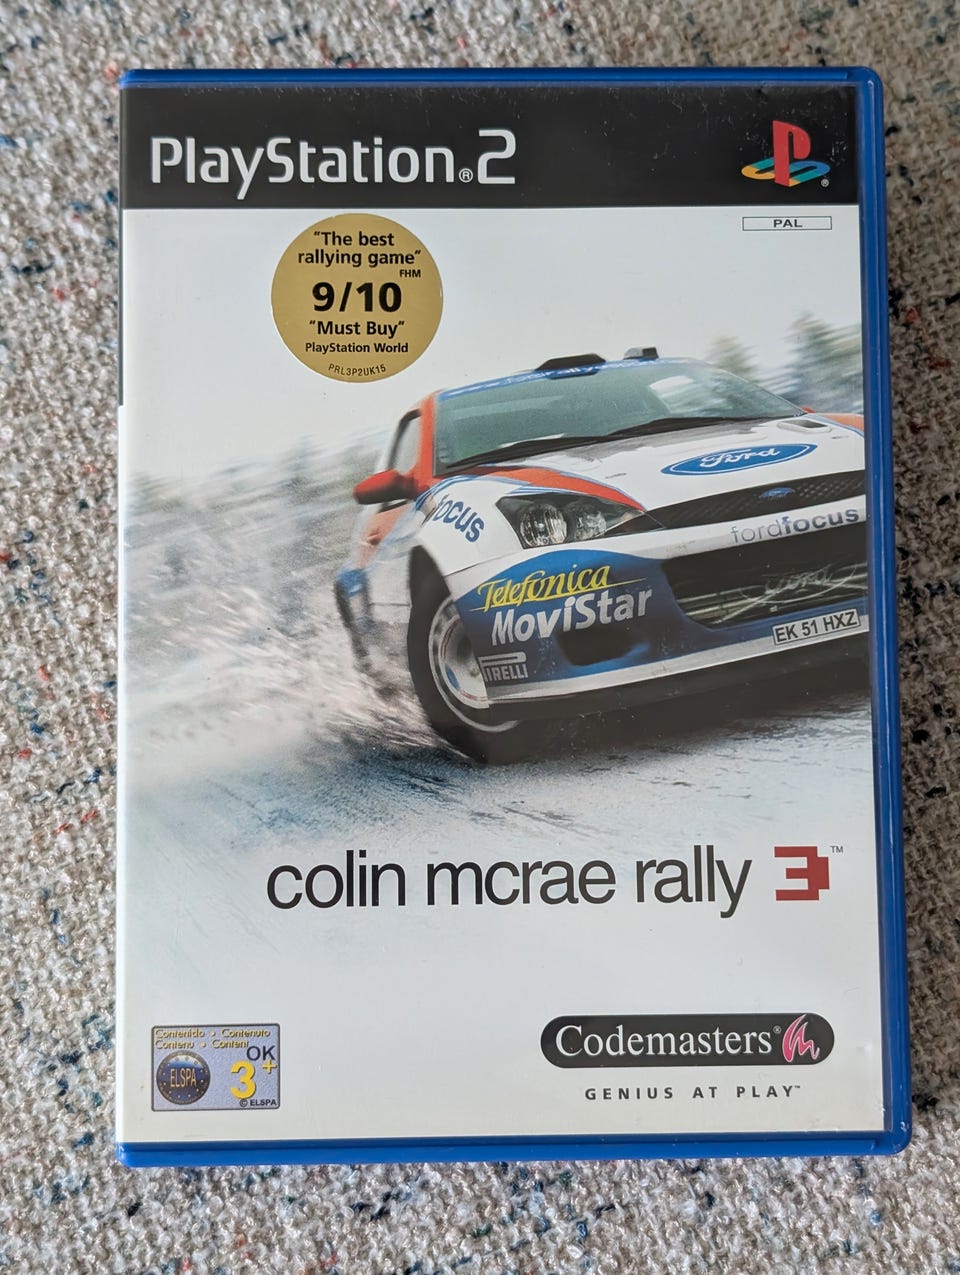 PlayStation®2
PAL
"The best
rallying game"
FHM
9/10
"Must Buy"
PlayStation World
PRL3P2UK15
Ford
focus
fordfocus
Telefonica
MoviStar
EK 51 HXZ
PIRELLI
colin mcrae rally 3™
Contenido • Contenuto
Contenu • Content
OK
ELSPA
3+
© ELSPA
Codemasters®
GENIUS AT PLAY™